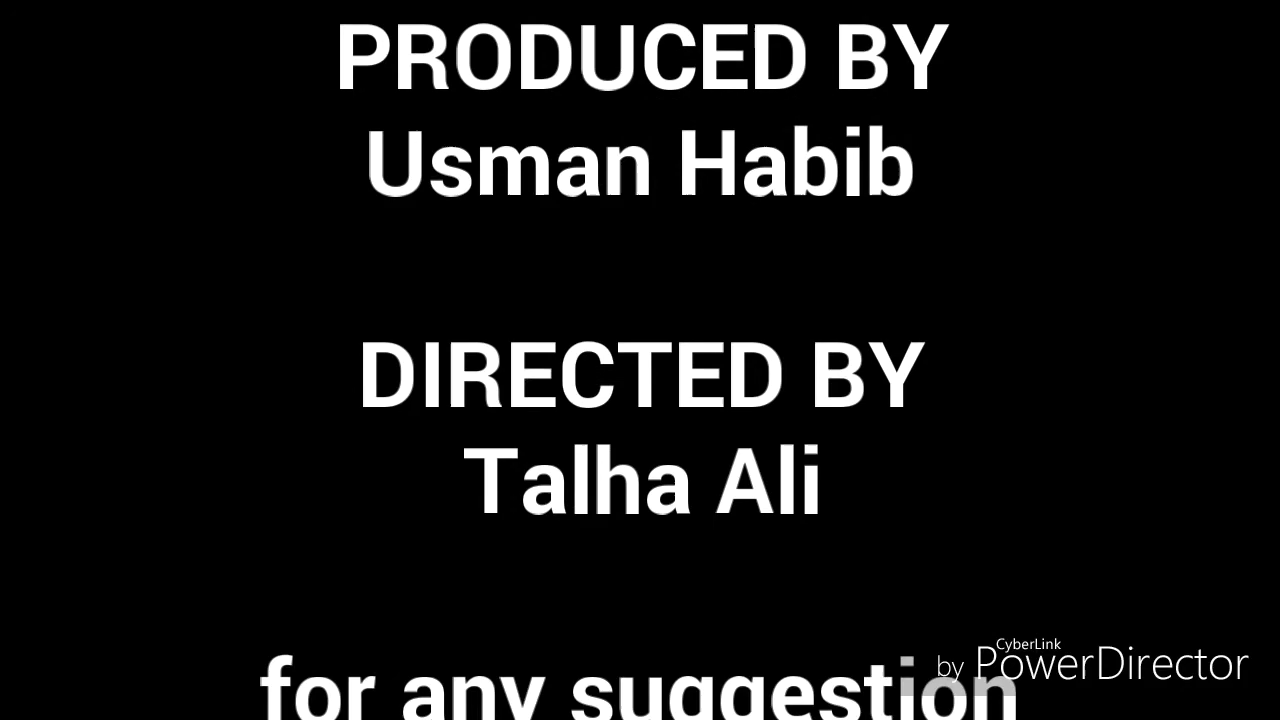 PRODUCED BY
Usman Habib
DIRECTED BY
Talha Ali
for any suggestion
by CyberLink PowerDirector